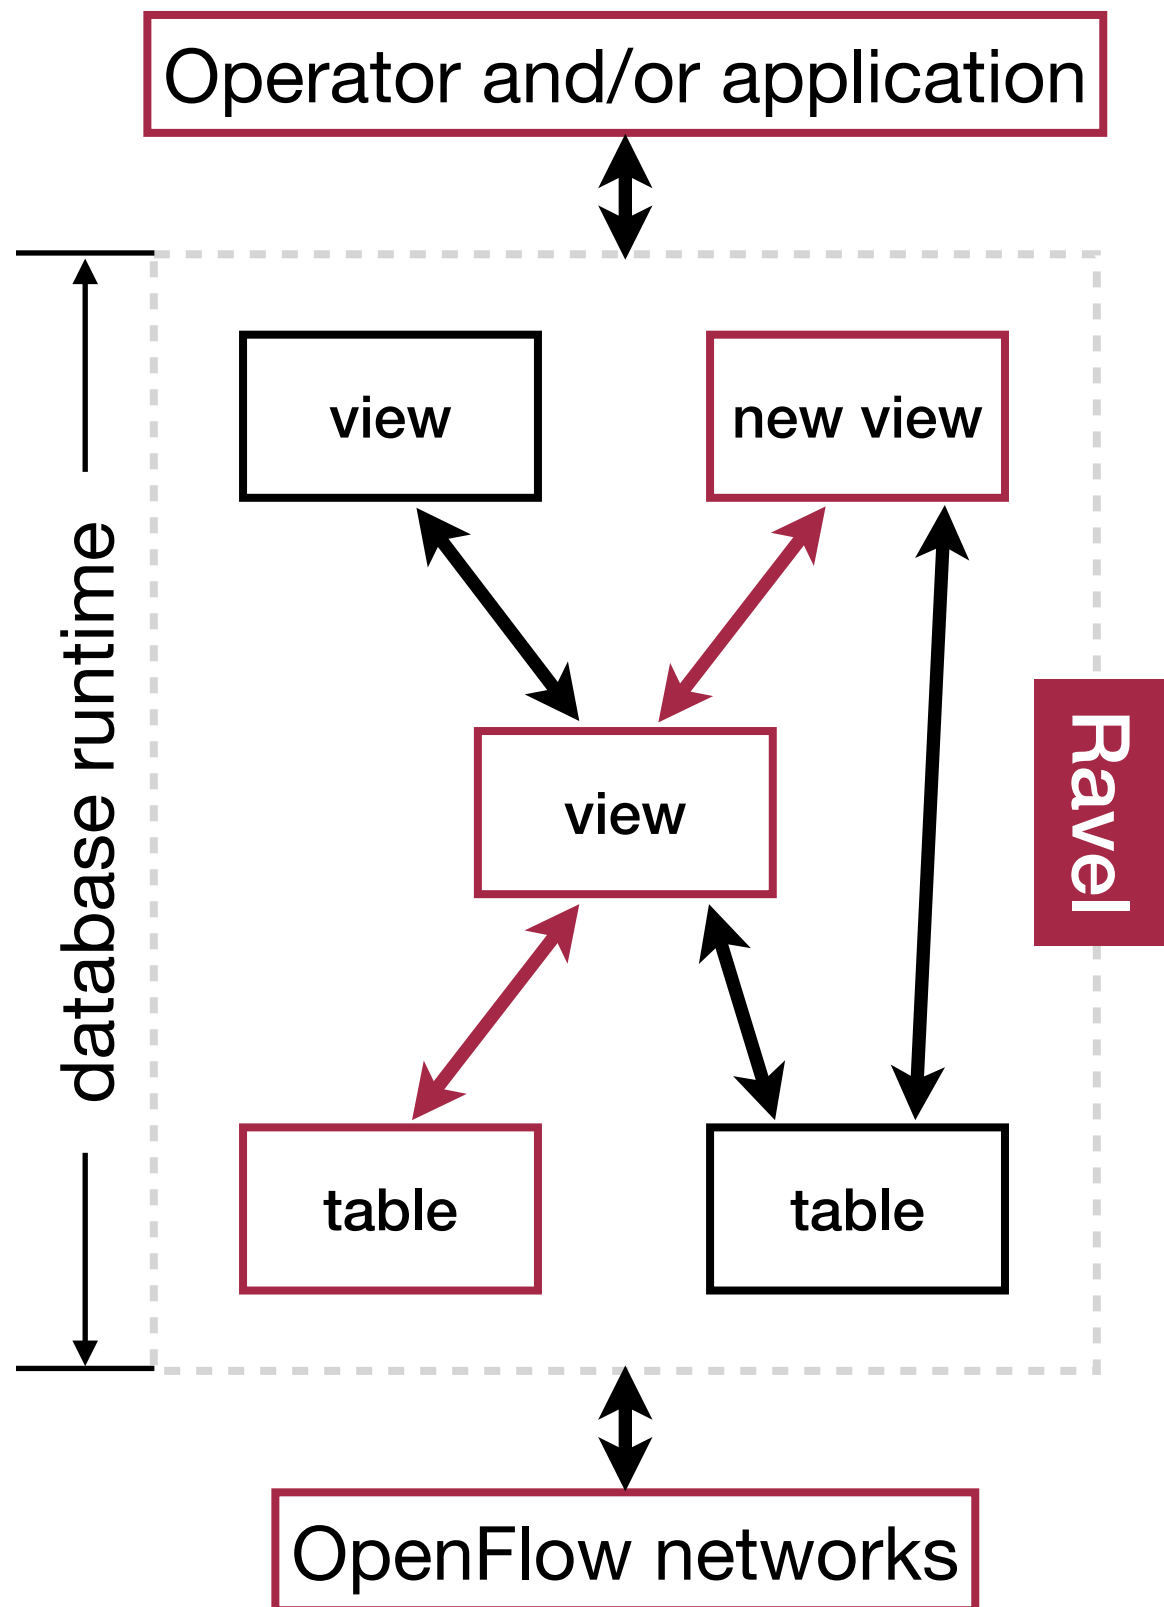 Operator and/or application
view
new view
database runtime
view
Ravel
table
table
OpenFlow networks